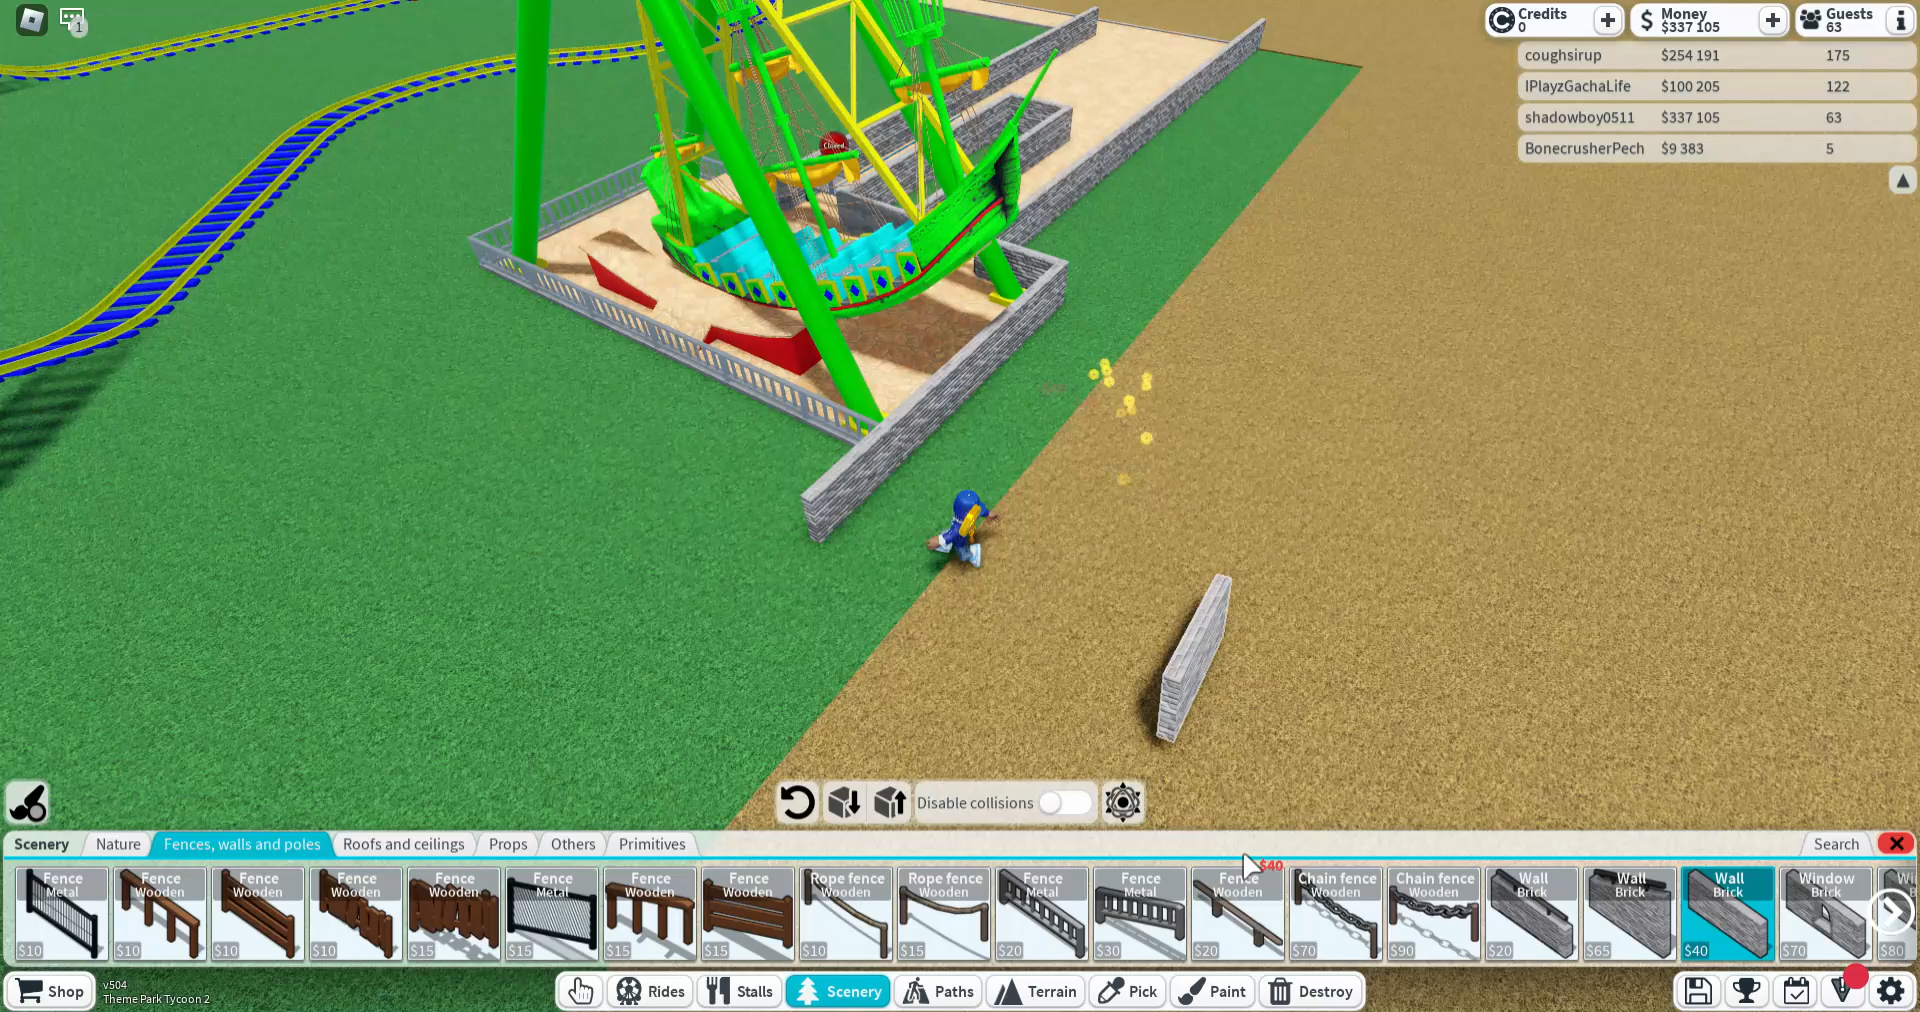 1
Credits
0
Money
$337 105
Guests
63
coughsirup $254 191 175
IPlayzGachaLife $100 205 122
shadowboy0511 $337 105 63
BonecrusherPech $9 383 5
Closed
Disable collisions
Scenery Nature Fences, walls and poles Roofs and ceilings Props Others Primitives Search
$40
Fence Metal $10
Fence Wooden $10
Fence Wooden $10
Fence Wooden $10
Fence Wooden $15
Fence Metal $15
Fence Wooden $15
Fence Wooden $15
Rope fence Wooden $10
Rope fence Wooden $15
Fence Metal $20
Fence Metal $30
Fence Wooden $20
Chain fence Wooden $70
Chain fence Wooden $90
Wall Brick $20
Wall Brick $65
Wall Brick $40
Window Brick $70
$80
Shop
v504
Theme Park Tycoon 2
Rides Stalls Scenery Paths Terrain Pick Paint Destroy